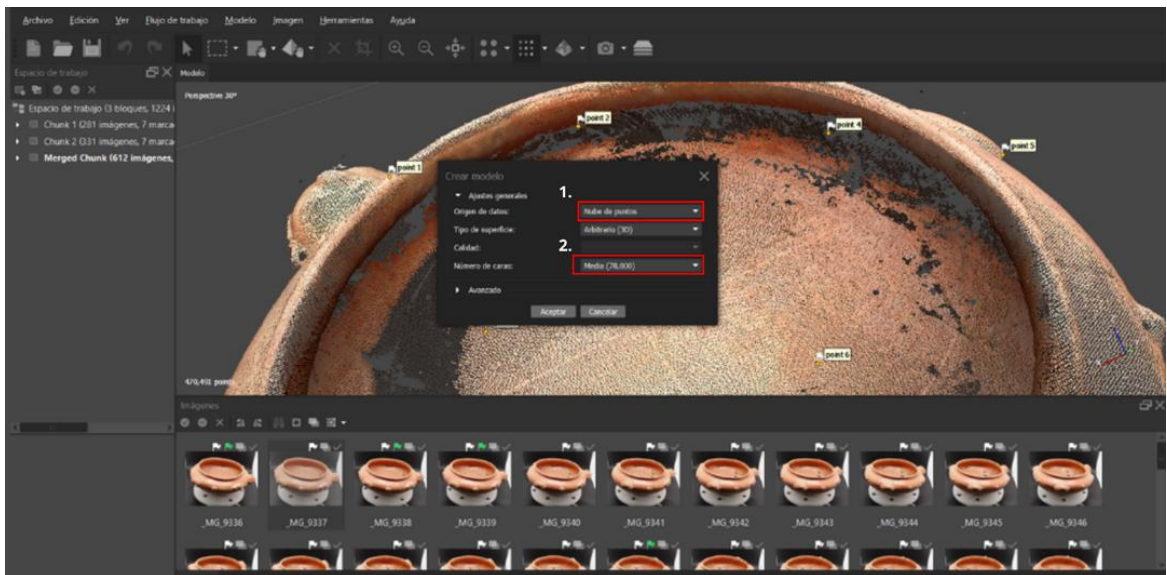 Archivo Edición Ver Flujo de trabajo Modelo Imagen Herramientas Ayuda
Espacio de trabajo
Modelo
Perspective 30°
Espacio de trabajo (3 bloques, 1224 i
Chunk 1 (281 imágenes, 7 marca
Chunk 2 (331 imágenes, 7 marca
Merged Chunk (612 imágenes,
point 2
point 4
point 5
point 1
Crear modelo
1.
Ajustes generales
Origen de datos: Nube de puntos
Tipo de superficie: Arbitrario (3D)
2.
Calidad:
Número de caras: Media (78,800)
Avanzado
Aceptar Cancelar
point 6
470,491 points
Imágenes
_MG_9336 _MG_9337 _MG_9338 _MG_9339 _MG_9340 _MG_9341 _MG_9342 _MG_9343 _MG_9344 _MG_9345 _MG_9346